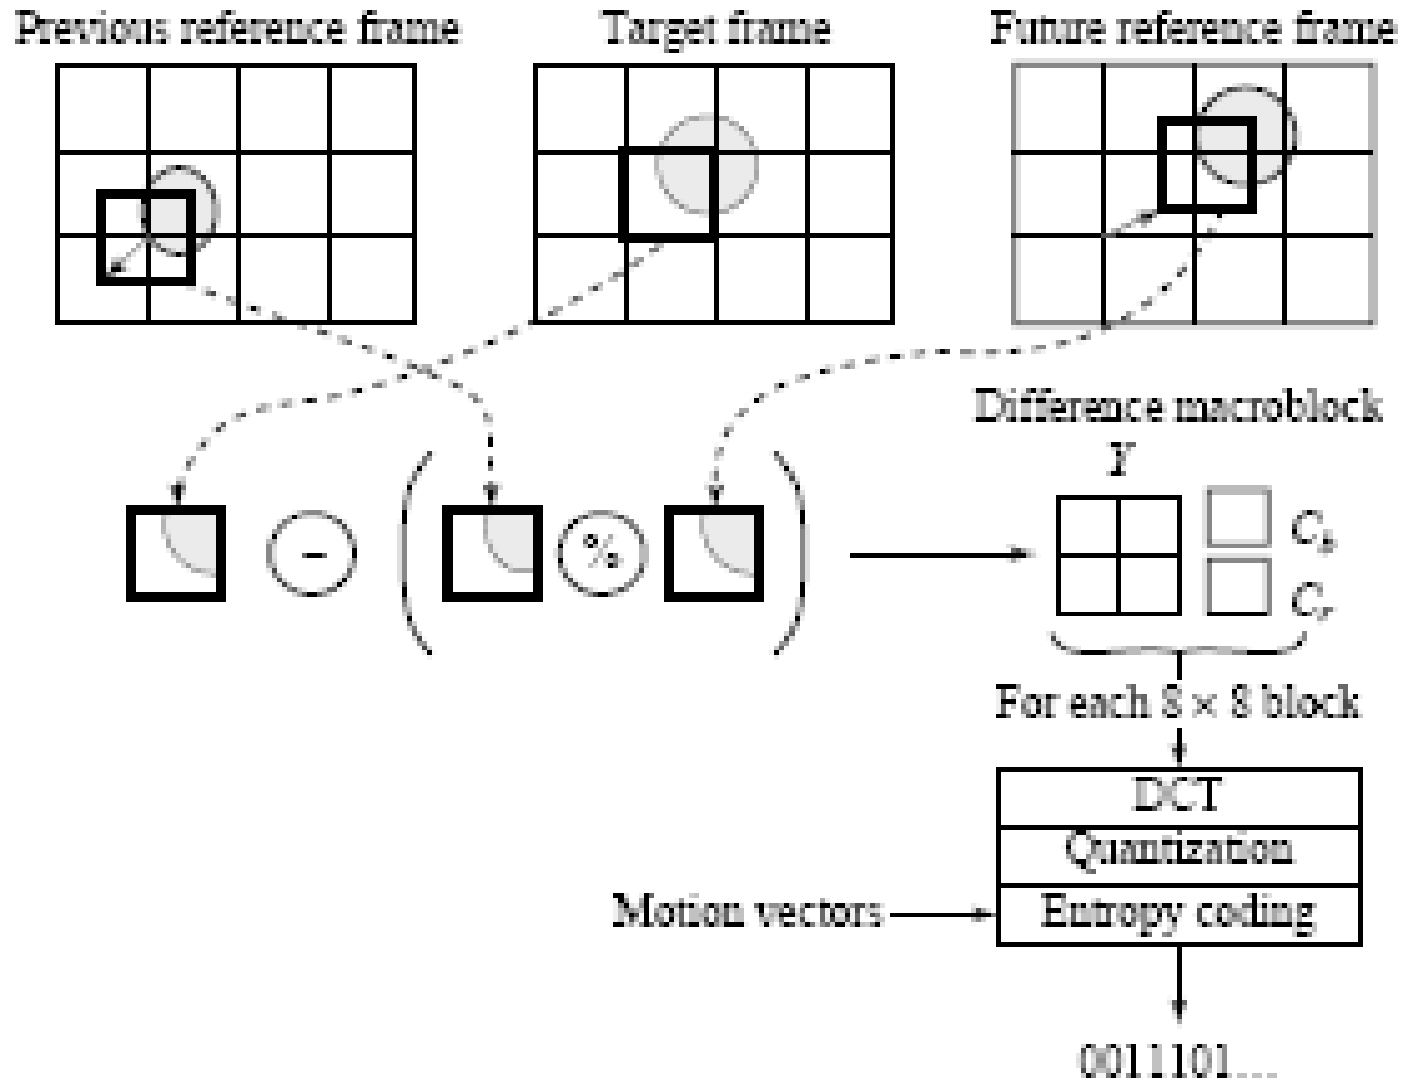 Previous reference frame
Target frame
Future reference frame
Difference macroblock
Y
C_b
C_r
−
%
For each 8 × 8 block
DCT
Quantization
Motion vectors
Entropy coding
0011101…